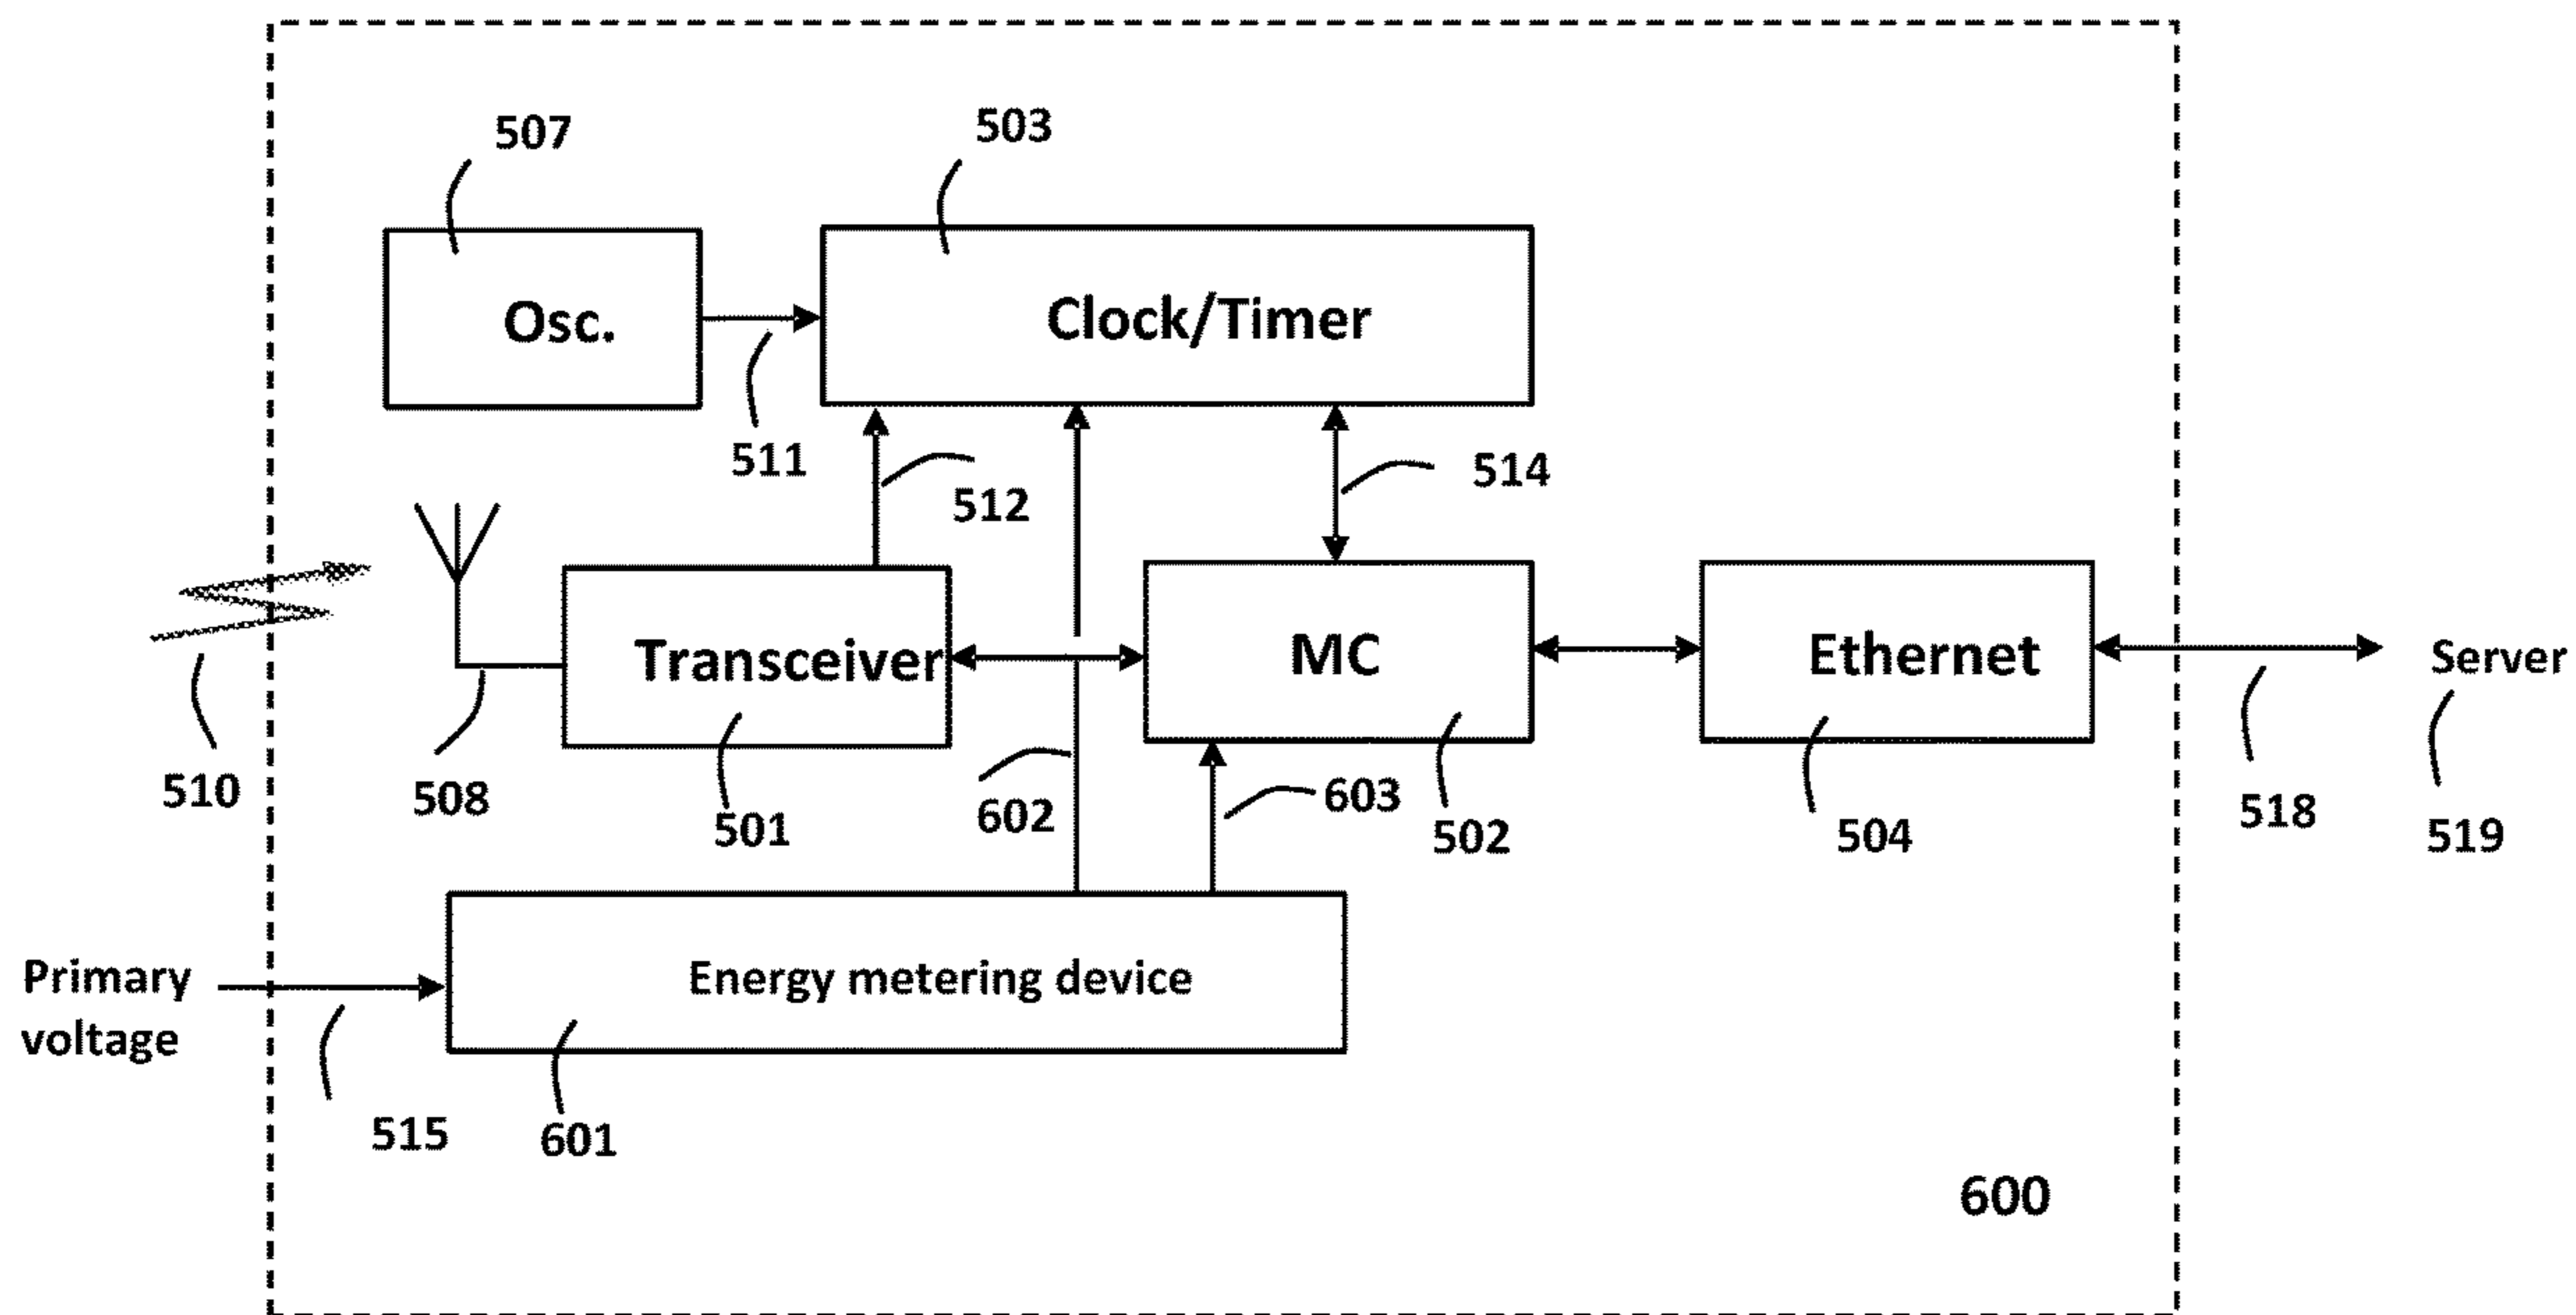 507
503
Osc.
Clock/Timer
511
512
514
Transceiver
MC
Ethernet
Server
510
508
501
602
603
502
504
518
519
Primary
voltage
Energy metering device
515
601
600